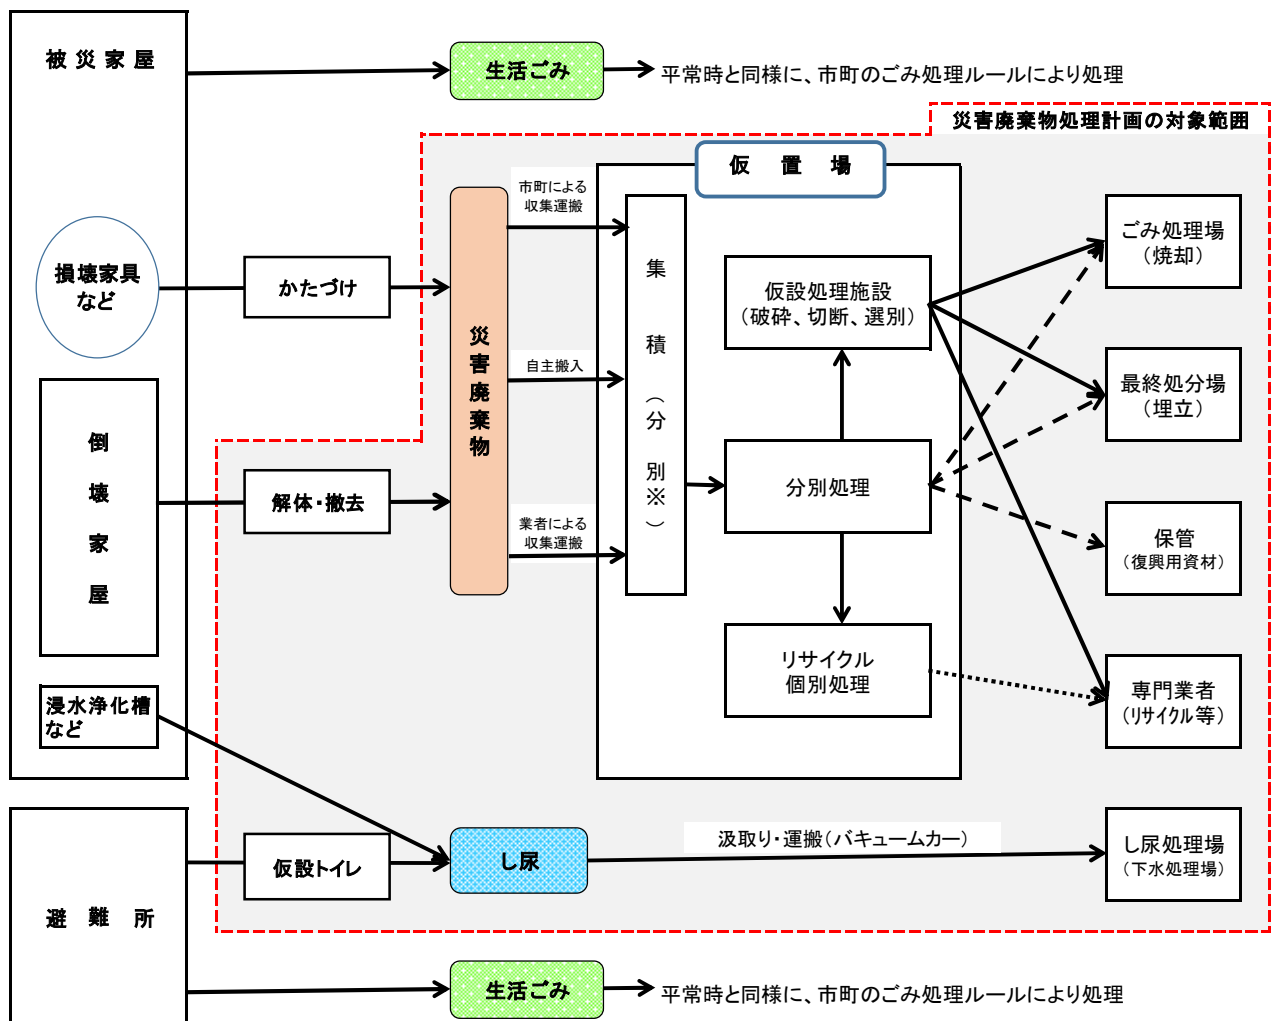 被災家屋
生活ごみ
平常時と同様に、市町のごみ処理ルールにより処理
災害廃棄物処理計画の対象範囲
仮置場
市町による
収集運搬
損壊家具
など
かたづけ
災害廃棄物
自主搬入
業者による
収集運搬
集積(分別※)
仮設処理施設
(破砕、切断、選別)
分別処理
リサイクル
個別処理
ごみ処理場
(焼却)
最終処分場
(埋立)
保管
(復興用資材)
専門業者
(リサイクル等)
倒壊家屋
解体・撤去
浸水浄化槽
など
避難所
仮設トイレ
し尿
汲取り・運搬(バキュームカー)
し尿処理場
(下水処理場)
生活ごみ
平常時と同様に、市町のごみ処理ルールにより処理